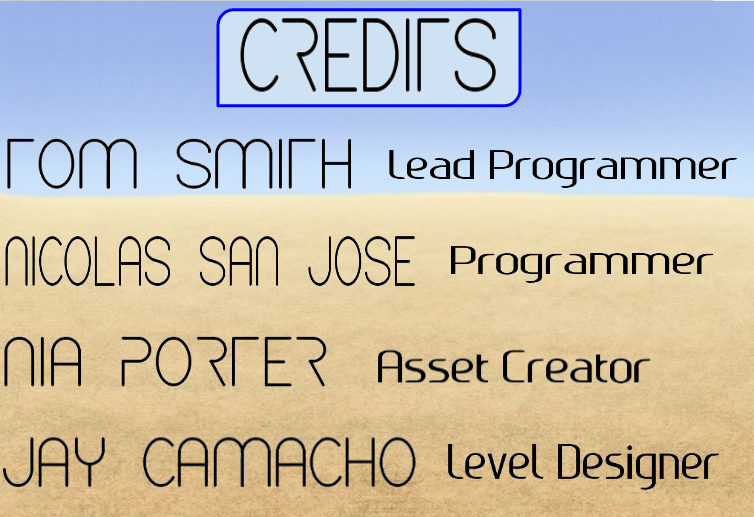 CREDITS
TOM SMITH Lead Programmer
NICOLAS SAN JOSE Programmer
NIA PORTER Asset Creator
JAY CAMACHO Level Designer